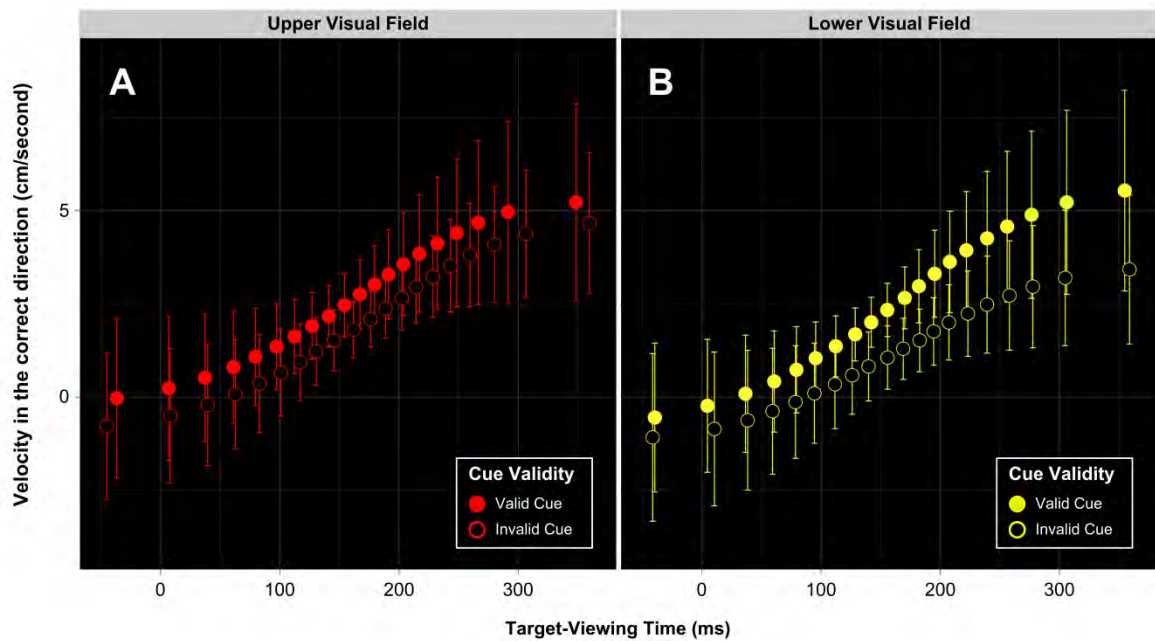 Upper Visual Field
Lower Visual Field
A
B
Velocity in the correct direction (cm/second)
5
0
Cue Validity
Valid Cue
Invalid Cue
Cue Validity
Valid Cue
Invalid Cue
0 100 200 300
0 100 200 300
Target-Viewing Time (ms)